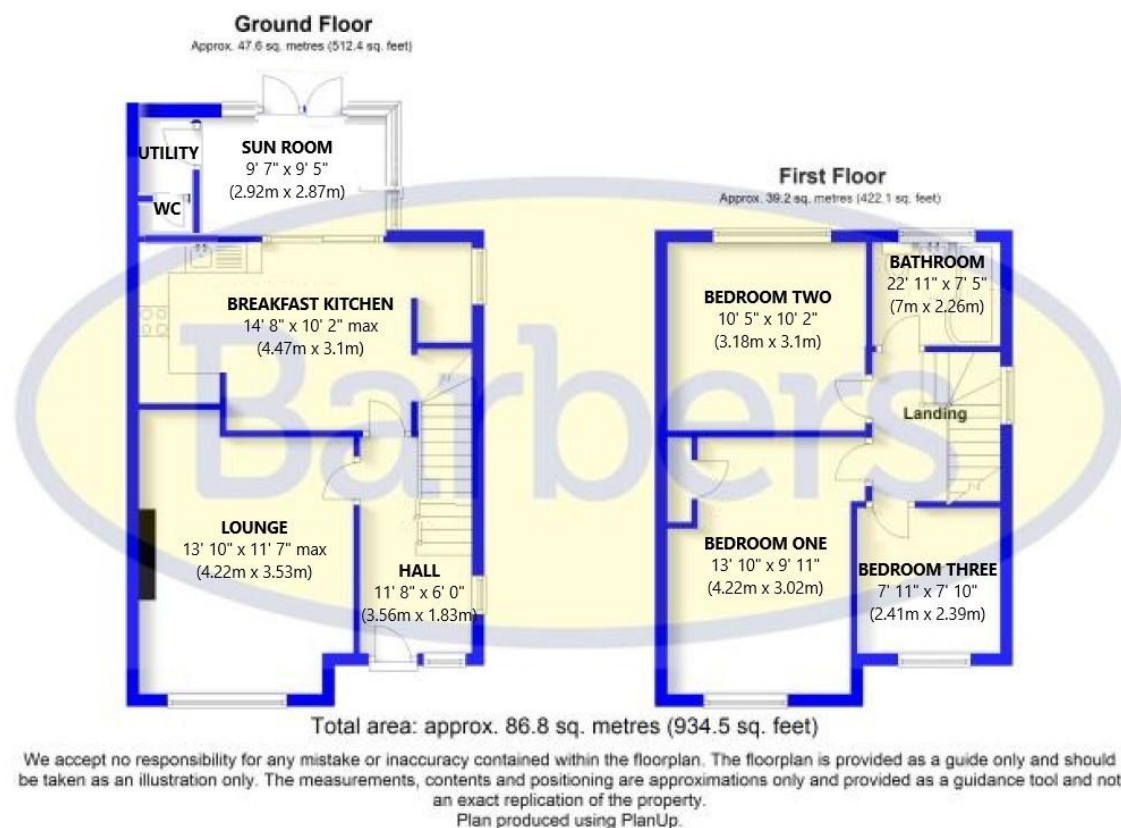 Ground Floor
Approx. 47.6 sq. metres (512.4 sq. feet)
UTILITY
SUN ROOM
9' 7" x 9' 5"
(2.92m x 2.87m)
WC
BREAKFAST KITCHEN
14' 8" x 10' 2" max
(4.47m x 3.1m)
LOUNGE
13' 10" x 11' 7" max
(4.22m x 3.53m)
HALL
11' 8" x 6' 0"
(3.56m x 1.83m)
First Floor
Approx. 39.2 sq. metres (422.1 sq. feet)
BEDROOM TWO
10' 5" x 10' 2"
(3.18m x 3.1m)
BATHROOM
22' 11" x 7' 5"
(7m x 2.26m)
Landing
BEDROOM ONE
13' 10" x 9' 11"
(4.22m x 3.02m)
BEDROOM THREE
7' 11" x 7' 10"
(2.41m x 2.39m)
Barbers
Total area: approx. 86.8 sq. metres (934.5 sq. feet)
We accept no responsibility for any mistake or inaccuracy contained within the floorplan. The floorplan is provided as a guide only and should
be taken as an illustration only. The measurements, contents and positioning are approximations only and provided as a guidance tool and not
an exact replication of the property.
Plan produced using PlanUp.